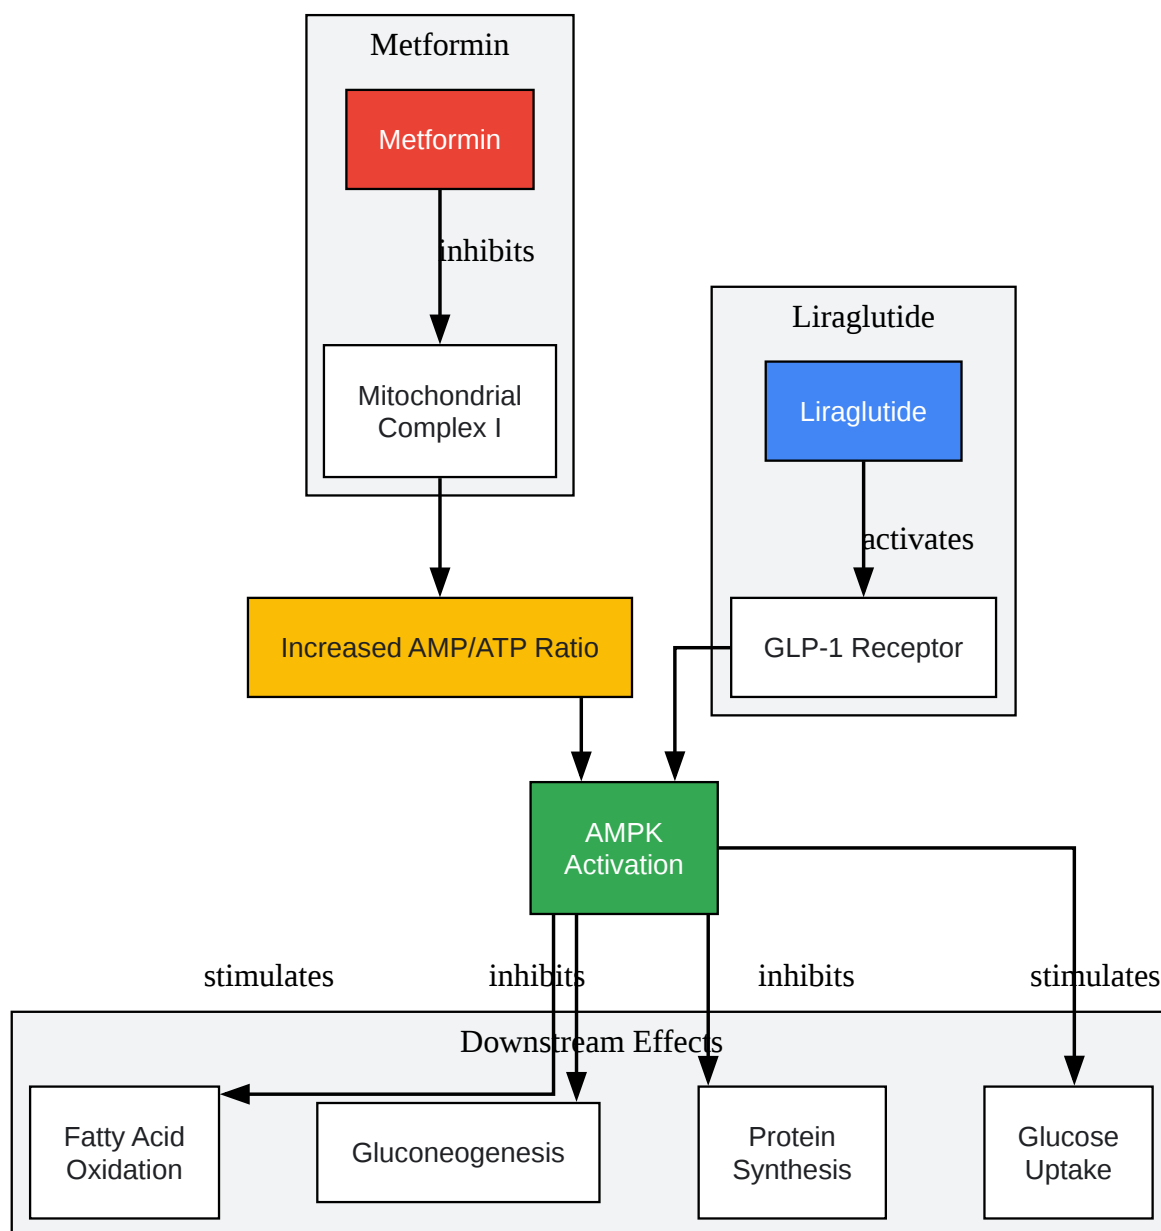 Metformin
Metformin
inhibits
Mitochondrial
Complex I
Liraglutide
Liraglutide
activates
Increased AMP/ATP Ratio
GLP-1 Receptor
AMPK
Activation
stimulates
inhibits
inhibits
stimulates
Downstream Effects
Fatty Acid
Oxidation
Gluconeogenesis
Protein
Synthesis
Glucose
Uptake